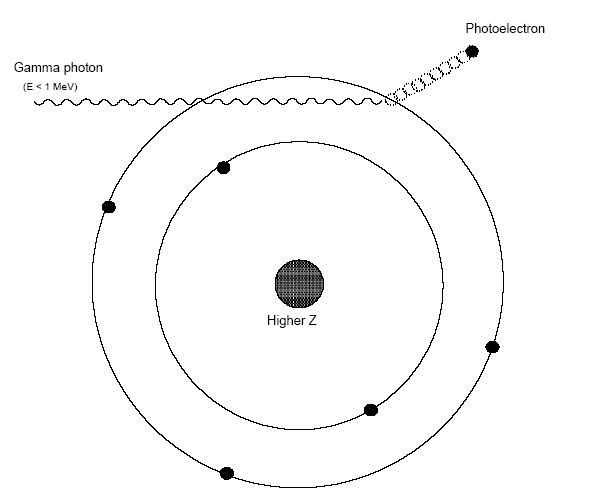 Photoelectron
Gamma photon
(E < 1 MeV)
Higher Z